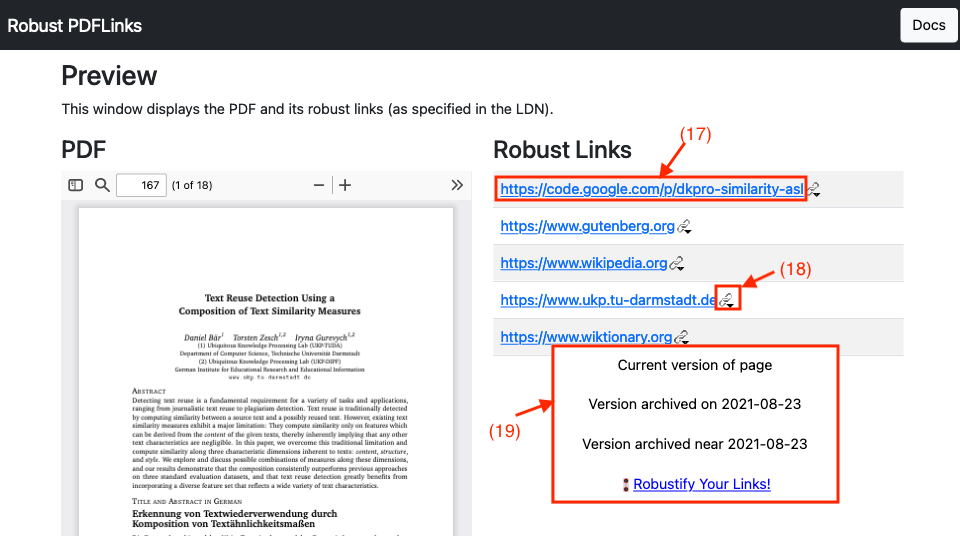 Robust PDFLinks
Docs
Preview
This window displays the PDF and its robust links (as specified in the LDN).
PDF
167 (1 of 18)
Text Reuse Detection Using a
Composition of Text Similarity Measures
Daniel Bär1 Torsten Zesch1,2 Iryna Gurevych1,2
(1) Ubiquitous Knowledge Processing Lab (UKP-TUDA)
Department of Computer Science, Technische Universität Darmstadt
(2) Ubiquitous Knowledge Processing Lab (UKP-DIPF)
German Institute for Educational Research and Educational Information
www.ukp.tu-darmstadt.de
ABSTRACT
Detecting text reuse is a fundamental requirement for a variety of tasks and applications,
ranging from journalistic text reuse to plagiarism detection. Text reuse is traditionally detected
by computing similarity between a source text and a possibly reused text. However, existing text
similarity measures exhibit a major limitation: They compute similarity only on features which
can be derived from the content of the given texts, thereby inherently implying that any other
text characteristics are negligible. In this paper, we overcome this traditional limitation and
compute similarity along three characteristic dimensions inherent to texts: content, structure,
and style. We explore and discuss possible combinations of measures along these dimensions,
and our results demonstrate that the composition consistently outperforms previous approaches
on three standard evaluation datasets, and that text reuse detection greatly benefits from
incorporating a diverse feature set that reflects a wide variety of text characteristics.
TITLE AND ABSTRACT IN GERMAN
Erkennung von Textwiederverwendung durch
Komposition von Textähnlichkeitsmaßen
Robust Links
(17)
https://code.google.com/p/dkpro-similarity-asl
https://www.gutenberg.org
https://www.wikipedia.org
(18)
https://www.ukp.tu-darmstadt.de
https://www.wiktionary.org
Current version of page
Version archived on 2021-08-23
(19)
Version archived near 2021-08-23
Robustify Your Links!